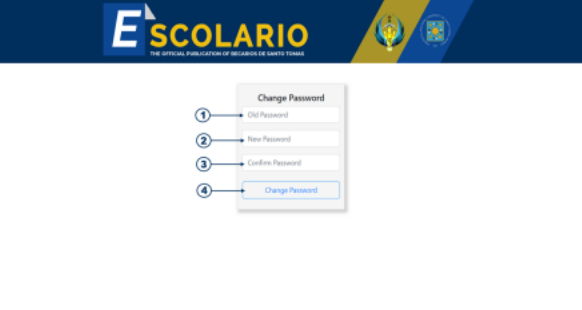 ESCOLARIO
THE OFFICIAL PUBLICATION OF BECARIOS DE SANTO TOMAS
Change Password
1 Old Password
2 New Password
3 Confirm Password
4 Change Password